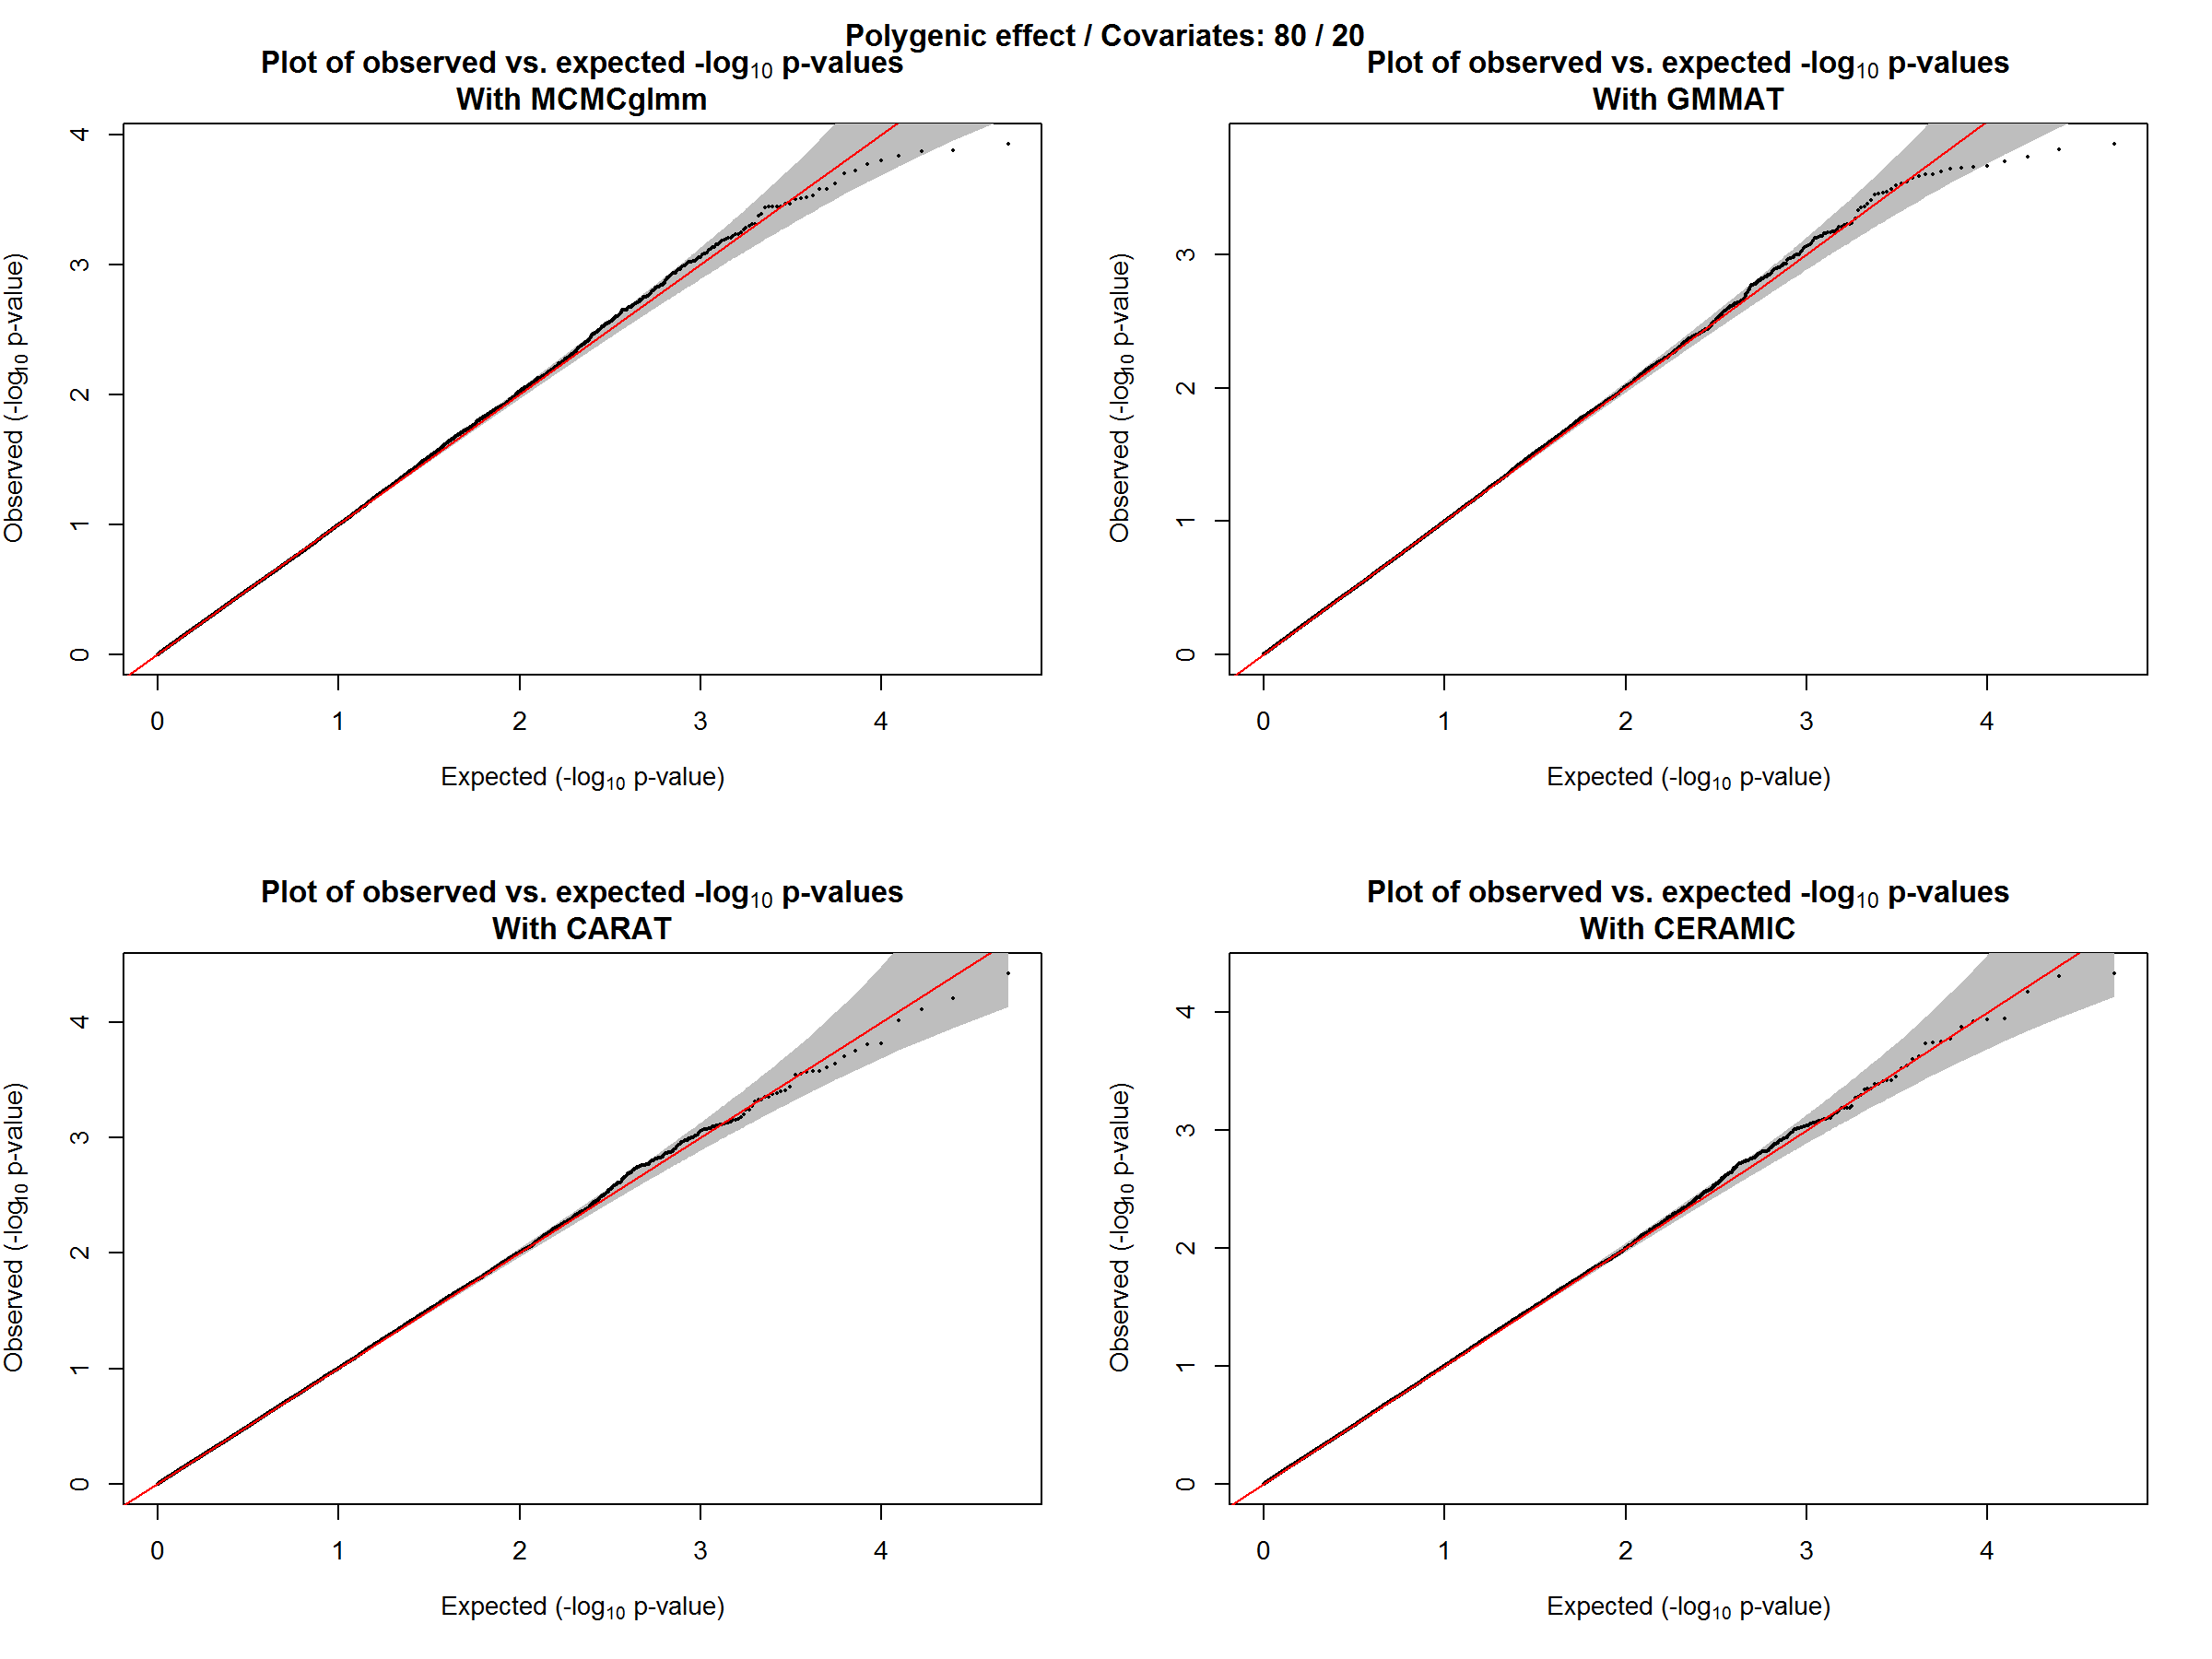 Polygenic effect / Covariates: 80 / 20
Plot of observed vs. expected -log10 p-values
With MCMCglmm
Observed (-log10 p-value)
4
3
2
1
0
0 1 2 3 4
Expected (-log10 p-value)
Plot of observed vs. expected -log10 p-values
With GMMAT
Observed (-log10 p-value)
3
2
1
0
0 1 2 3 4
Expected (-log10 p-value)
Plot of observed vs. expected -log10 p-values
With CARAT
Observed (-log10 p-value)
4
3
2
1
0
0 1 2 3 4
Expected (-log10 p-value)
Plot of observed vs. expected -log10 p-values
With CERAMIC
Observed (-log10 p-value)
4
3
2
1
0
0 1 2 3 4
Expected (-log10 p-value)